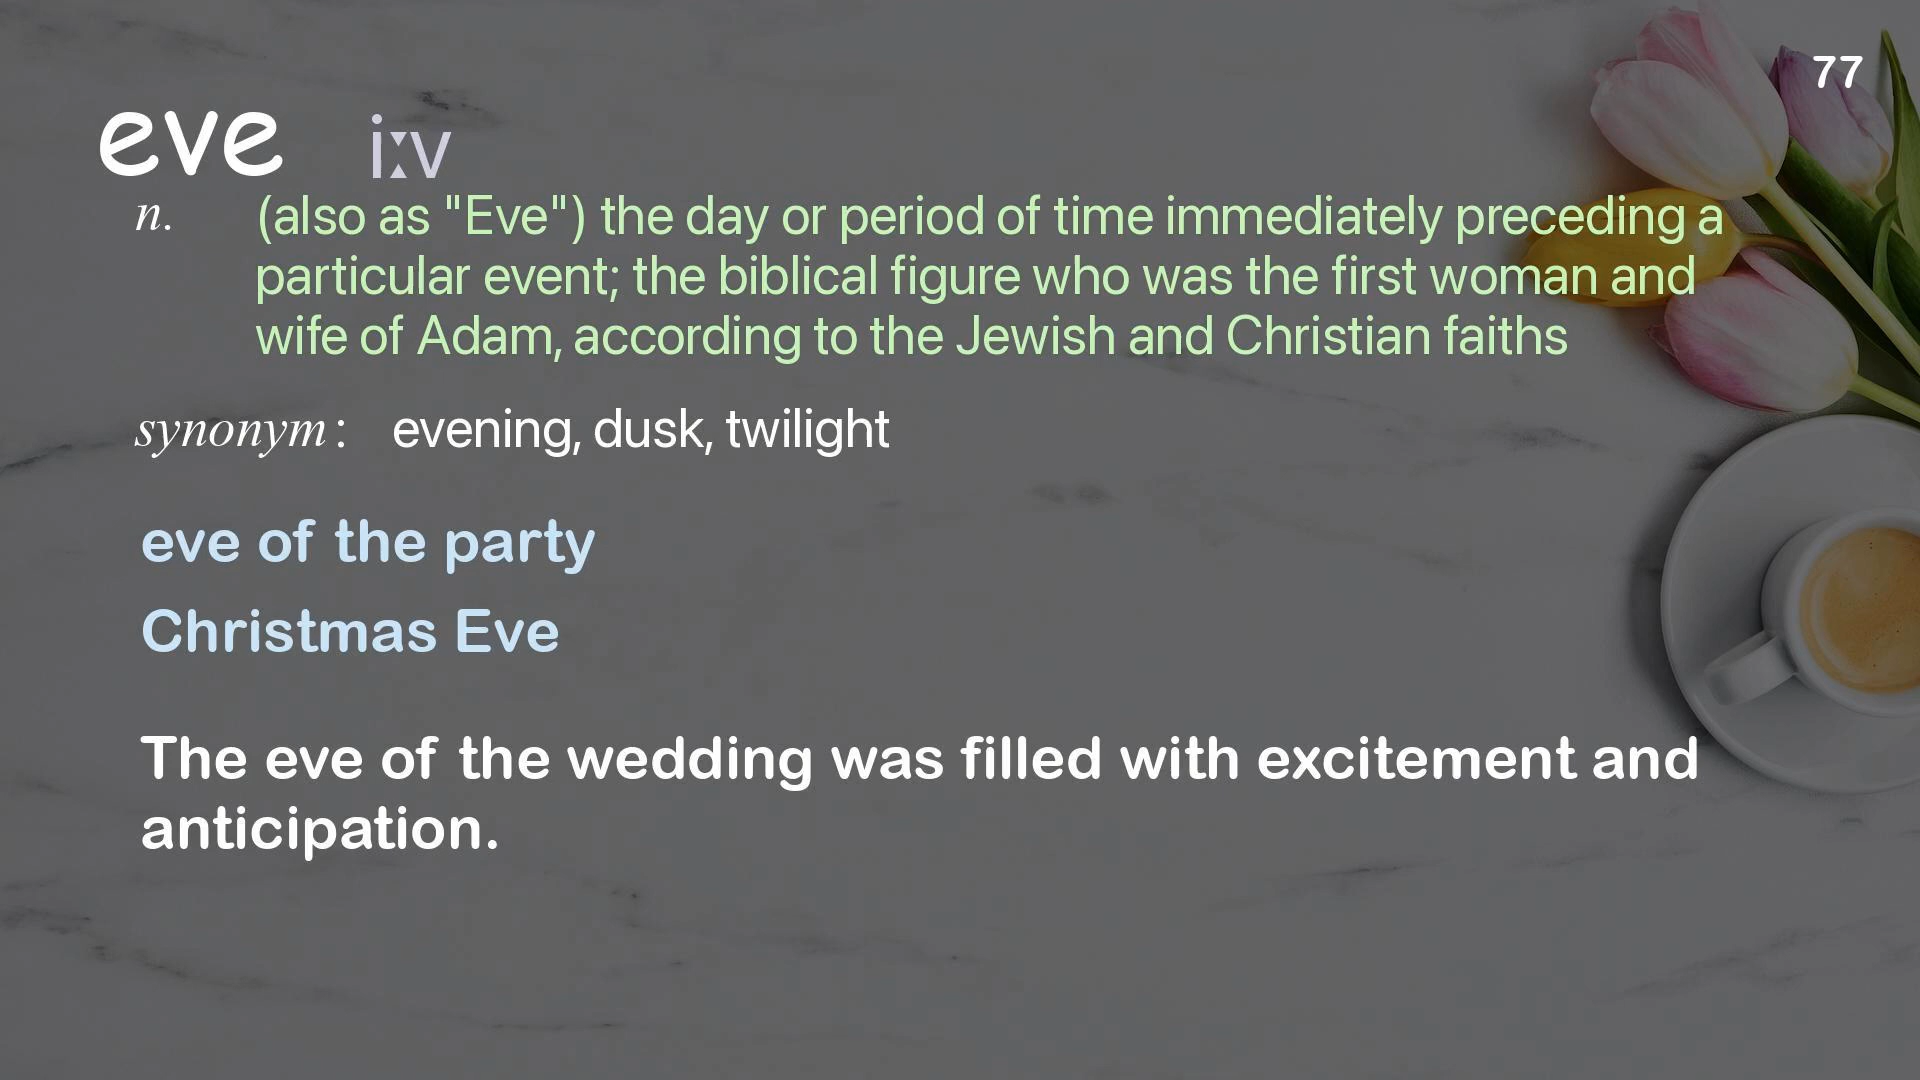 77
eve iːv
n. (also as "Eve") the day or period of time immediately preceding a
particular event; the biblical figure who was the first woman and
wife of Adam, according to the Jewish and Christian faiths
synonym: evening, dusk, twilight
eve of the party
Christmas Eve
The eve of the wedding was filled with excitement and
anticipation.